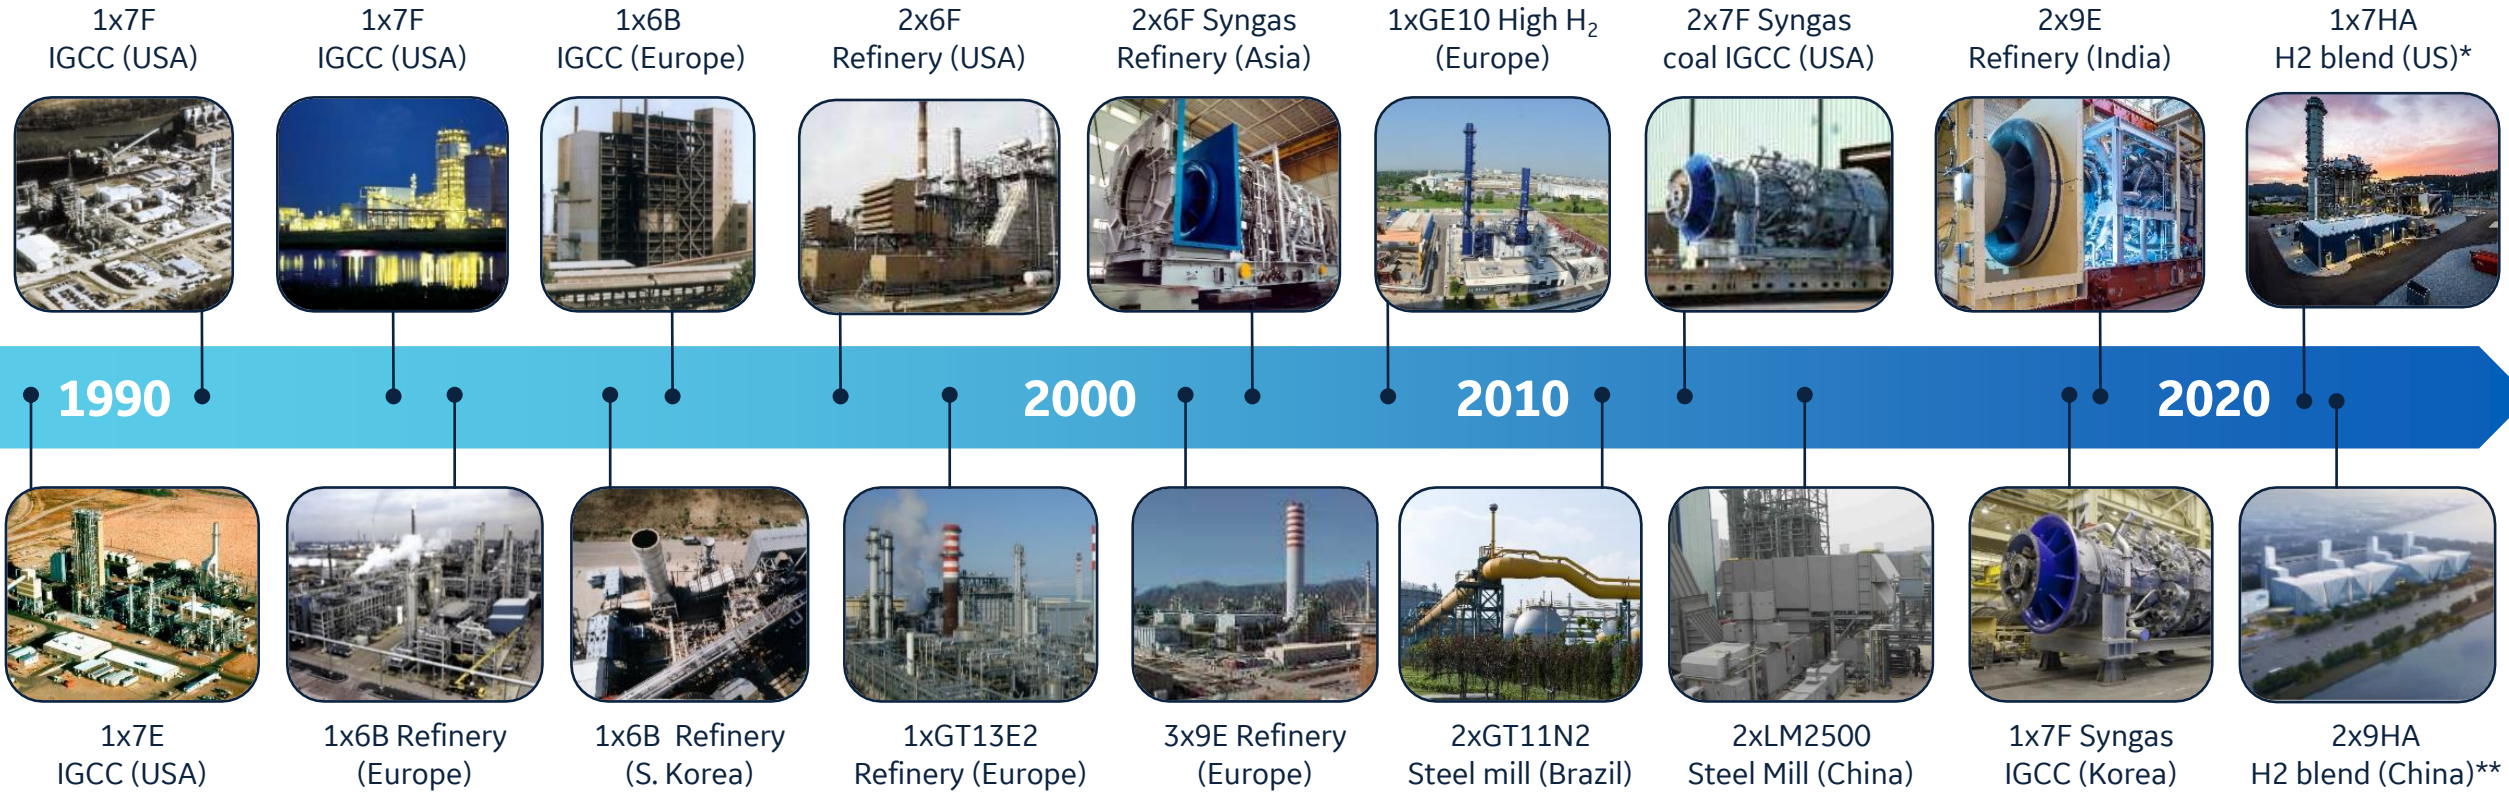 1x7F
IGCC (USA)
1x7F
IGCC (USA)
1x6B
IGCC (Europe)
2x6F
Refinery (USA)
2x6F Syngas
Refinery (Asia)
1xGE10 High H₂
(Europe)
2x7F Syngas
coal IGCC (USA)
2x9E
Refinery (India)
1x7HA
H2 blend (US)*
1990
2000
2010
2020
1x7E
IGCC (USA)
1x6B Refinery
(Europe)
1x6B Refinery
(S. Korea)
1xGT13E2
Refinery (Europe)
3x9E Refinery
(Europe)
2xGT11N2
Steel mill (Brazil)
2xLM2500
Steel Mill (China)
1x7F Syngas
IGCC (Korea)
2x9HA
H2 blend (China)**